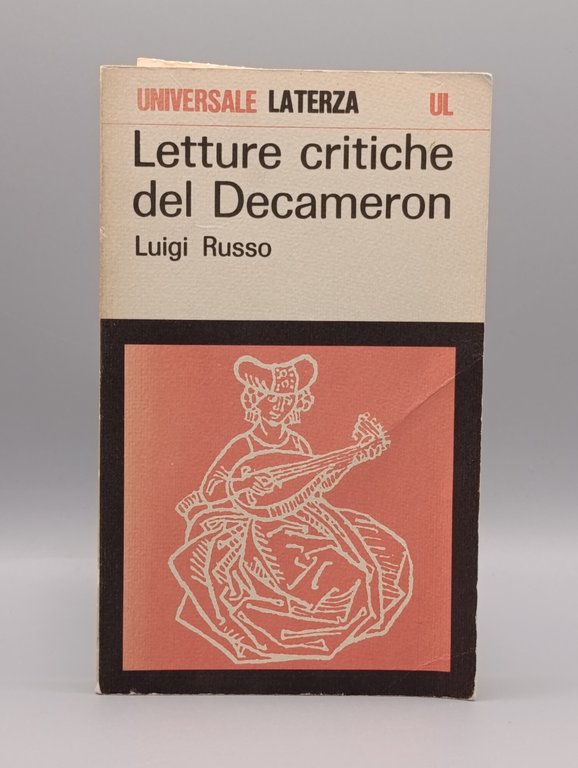 UNIVERSALE LATERZA UL
Letture critiche
del Decameron
Luigi Russo